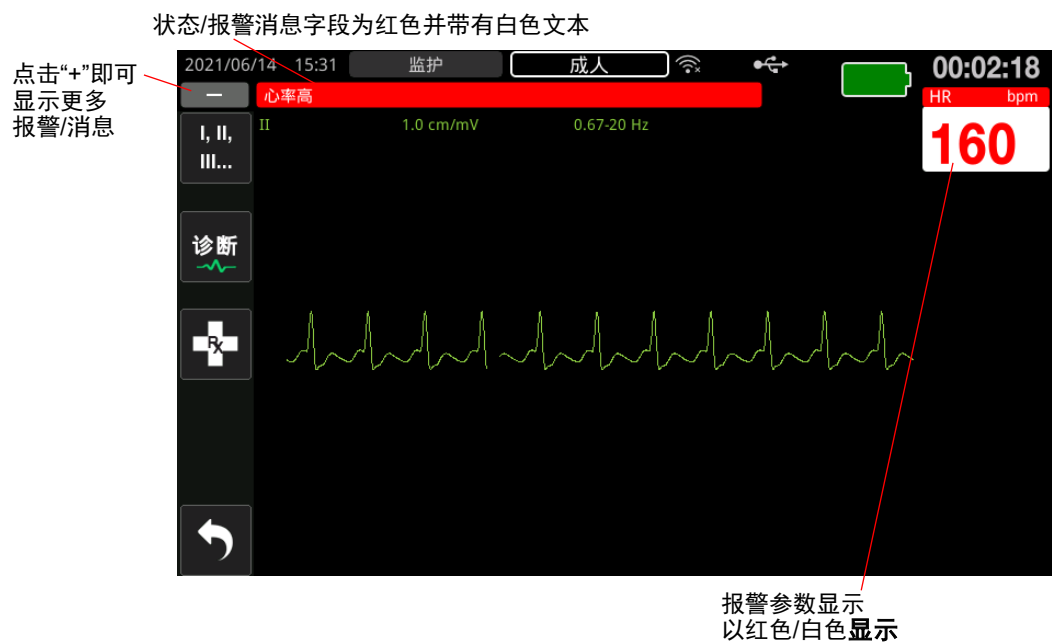 状态/报警消息字段为红色并带有白色文本
点击“+”即可
显示更多
报警/消息
2021/06/14 15:31 监护 成人 00:02:18
心率高
HR bpm
160
II 1.0 cm/mV 0.67-20 Hz
I, II,
III...
诊断
Rx
报警参数显示
以红色/白色显示